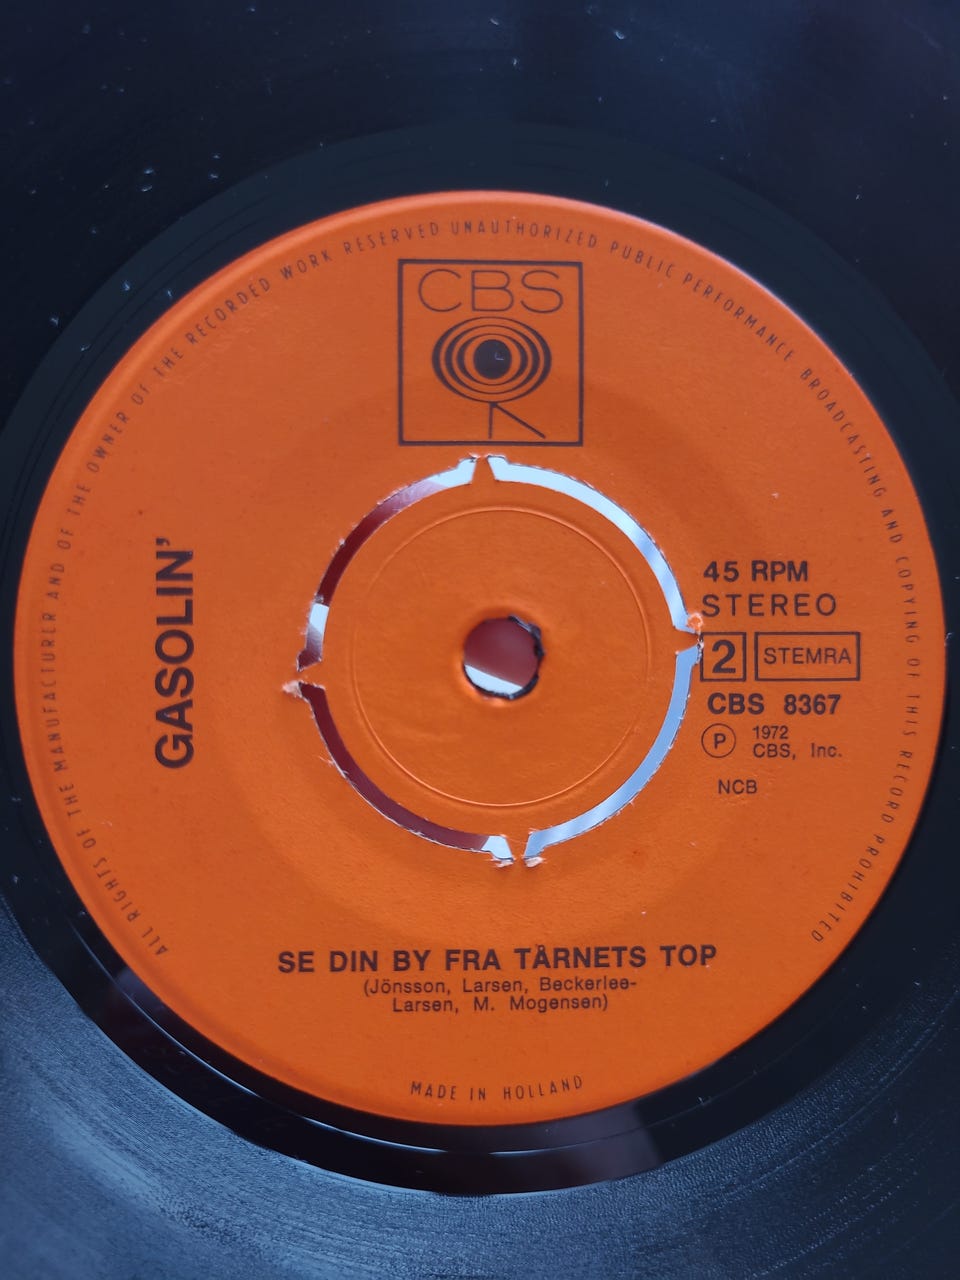 ALL RIGHTS OF THE MANUFACTURER AND OF THE OWNER OF THE RECORDED WORK RESERVED UNAUTHORIZED PUBLIC PERFORMANCE BROADCASTING AND COPYING OF THIS RECORD PROHIBITED
CBS
GASOLIN'
45 RPM
STEREO
2 STEMRA
CBS 8367
P 1972
CBS, Inc.
NCB
SE DIN BY FRA TÅRNETS TOP
(Jönsson, Larsen, Beckerlee-
Larsen, M. Mogensen)
MADE IN HOLLAND